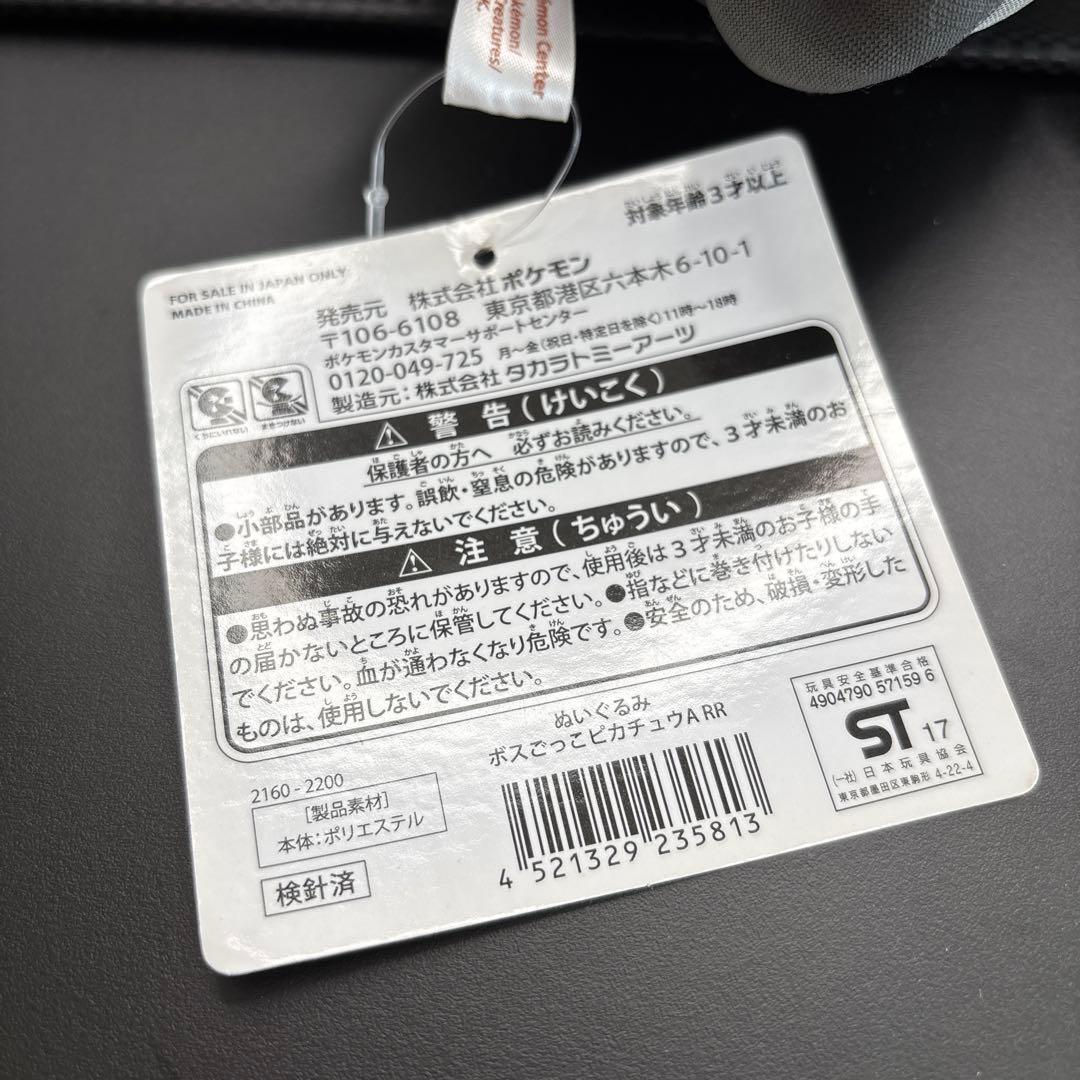 mon Center
okémon/
reatures/
K.
対象年齢3才以上
FOR SALE IN JAPAN ONLY
MADE IN CHINA
発売元 株式会社ポケモン
〒106-6108 東京都港区六本木6-10-1
ポケモンカスタマーサポートセンター
0120-049-725 月～金(祝日・特定日を除く)11時～18時
製造元：株式会社 タカラトミーアーツ
くちにいれない
まきつけない
警告(けいこく)
保護者の方へ 必ずお読みください。
●小部品があります。誤飲・窒息の危険がありますので、3才未満のお
子様には絶対に与えないでください。
注意(ちゅうい)
●思わぬ事故の恐れがありますので、使用後は3才未満のお子様の手
の届かないところに保管してください。●指などに巻き付けたりしない
でください。血が通わなくなり危険です。●安全のため、破損・変形した
ものは、使用しないでください。
ぬいぐるみ
ボスごっこピカチュウA RR
4 521329 235813
玩具安全基準合格
4904790 57159 6
ST 17
(一社)日本玩具協会
東京都墨田区東駒形 4-22-4
2160-2200
[製品素材]
本体：ポリエステル
検針済